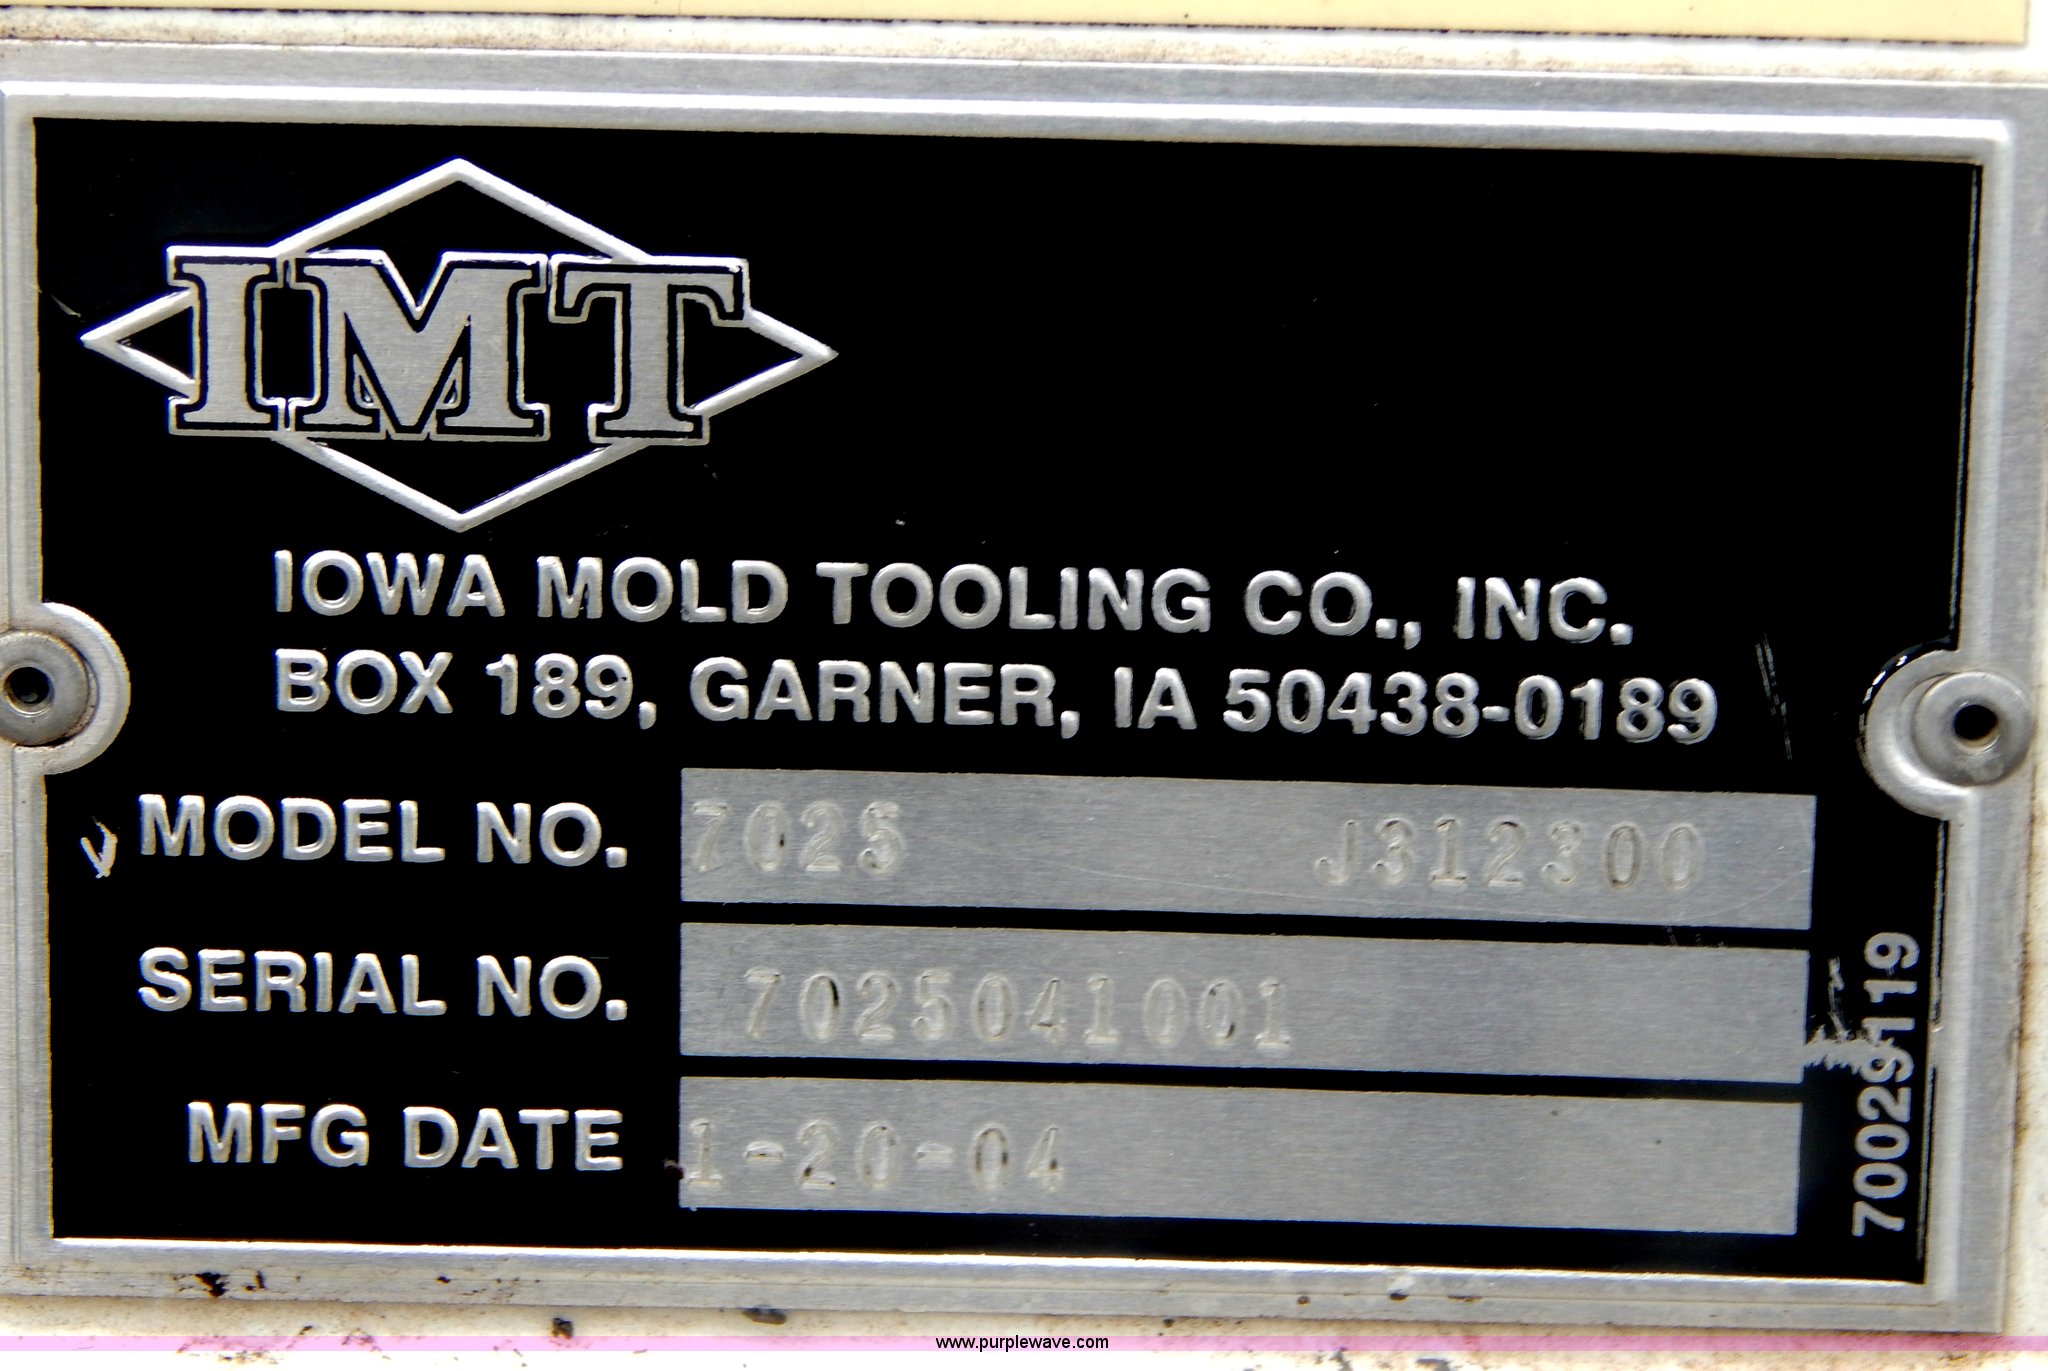 IMT
IOWA MOLD TOOLING CO., INC.
BOX 189, GARNER, IA 50438-0189
MODEL NO. 7025 J312300
SERIAL NO. 7025041001
MFG DATE 1-20-04
70029119
www.purplewave.com